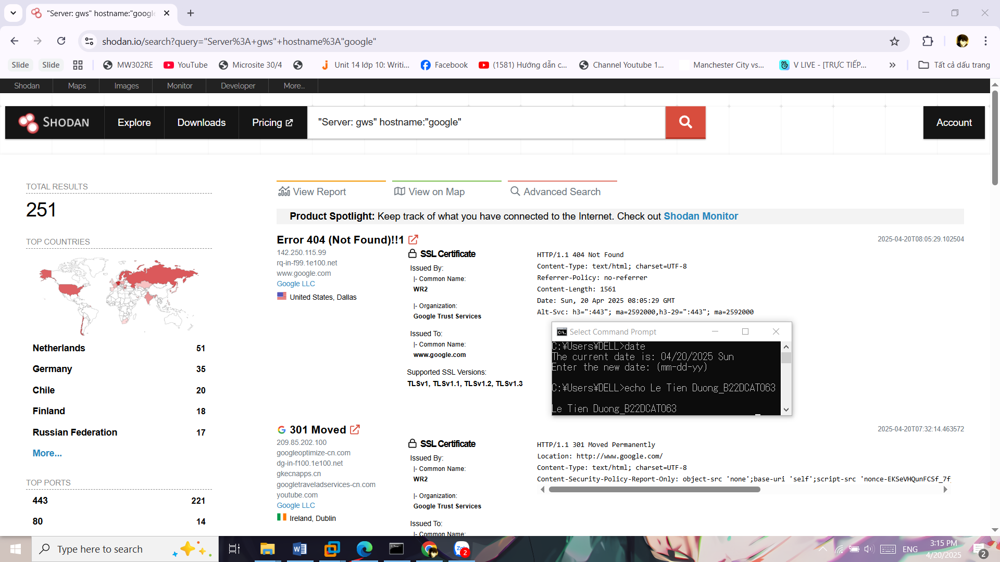 "Server: gws" hostname:"google
shodan.io/search?query="Server%3A+gws"+hostname%3A"google"
Slide
Slide
MW302RE
YouTube
Microsite 30/4
Unit 14 lớp 10: Writi...
Facebook
(1581) Hướng dẫn c...
Channel Youtube 1...
Manchester City vs...
V LIVE - [TRỰC TIẾP...
»
Tất cả dấu trang
Shodan
Maps
Images
Monitor
Developer
More...
SHODAN
Explore
Downloads
Pricing
"Server: gws" hostname:"google"
Account
TOTAL RESULTS
251
TOP COUNTRIES
Netherlands 51
Germany 35
Chile 20
Finland 18
Russian Federation 17
More...
TOP PORTS
443 221
80 14
View Report
View on Map
Advanced Search
Product Spotlight: Keep track of what you have connected to the Internet. Check out Shodan Monitor
Error 404 (Not Found)!!1
2025-04-20T08:05:29.102504
142.250.115.99
rq-in-f99.1e100.net
www.google.com
Google LLC
United States, Dallas
SSL Certificate
Issued By:
|- Common Name:
WR2
|- Organization:
Google Trust Services
Issued To:
|- Common Name:
www.google.com
Supported SSL Versions:
TLSv1, TLSv1.1, TLSv1.2, TLSv1.3
HTTP/1.1 404 Not Found
Content-Type: text/html; charset=UTF-8
Referrer-Policy: no-referrer
Content-Length: 1561
Date: Sun, 20 Apr 2025 08:05:29 GMT
Alt-Svc: h3=":443"; ma=2592000,h3-29=":443"; ma=2592000
Select Command Prompt
C:¥Users¥DELL>date
The current date is: 04/20/2025 Sun
Enter the new date: (mm-dd-yy)
C:¥Users¥DELL>echo Le Tien Duong_B22DCAT063
Le Tien Duong_B22DCAT063
301 Moved
2025-04-20T07:32:14.463572
209.85.202.100
googleoptimize-cn.com
dg-in-f100.1e100.net
gkecnapps.cn
googletraveladservices-cn.com
youtube.com
Google LLC
Ireland, Dublin
SSL Certificate
Issued By:
|- Common Name:
WR2
|- Organization:
Google Trust Services
Issued To:
|- Common Name:
HTTP/1.1 301 Moved Permanently
Location: http://www.google.com/
Content-Type: text/html; charset=UTF-8
Content-Security-Policy-Report-Only: object-src 'none';base-uri 'self';script-src 'nonce-EKSeVHQunFCSf_7f
Type here to search
2
ENG
3:15 PM
4/20/2025
2